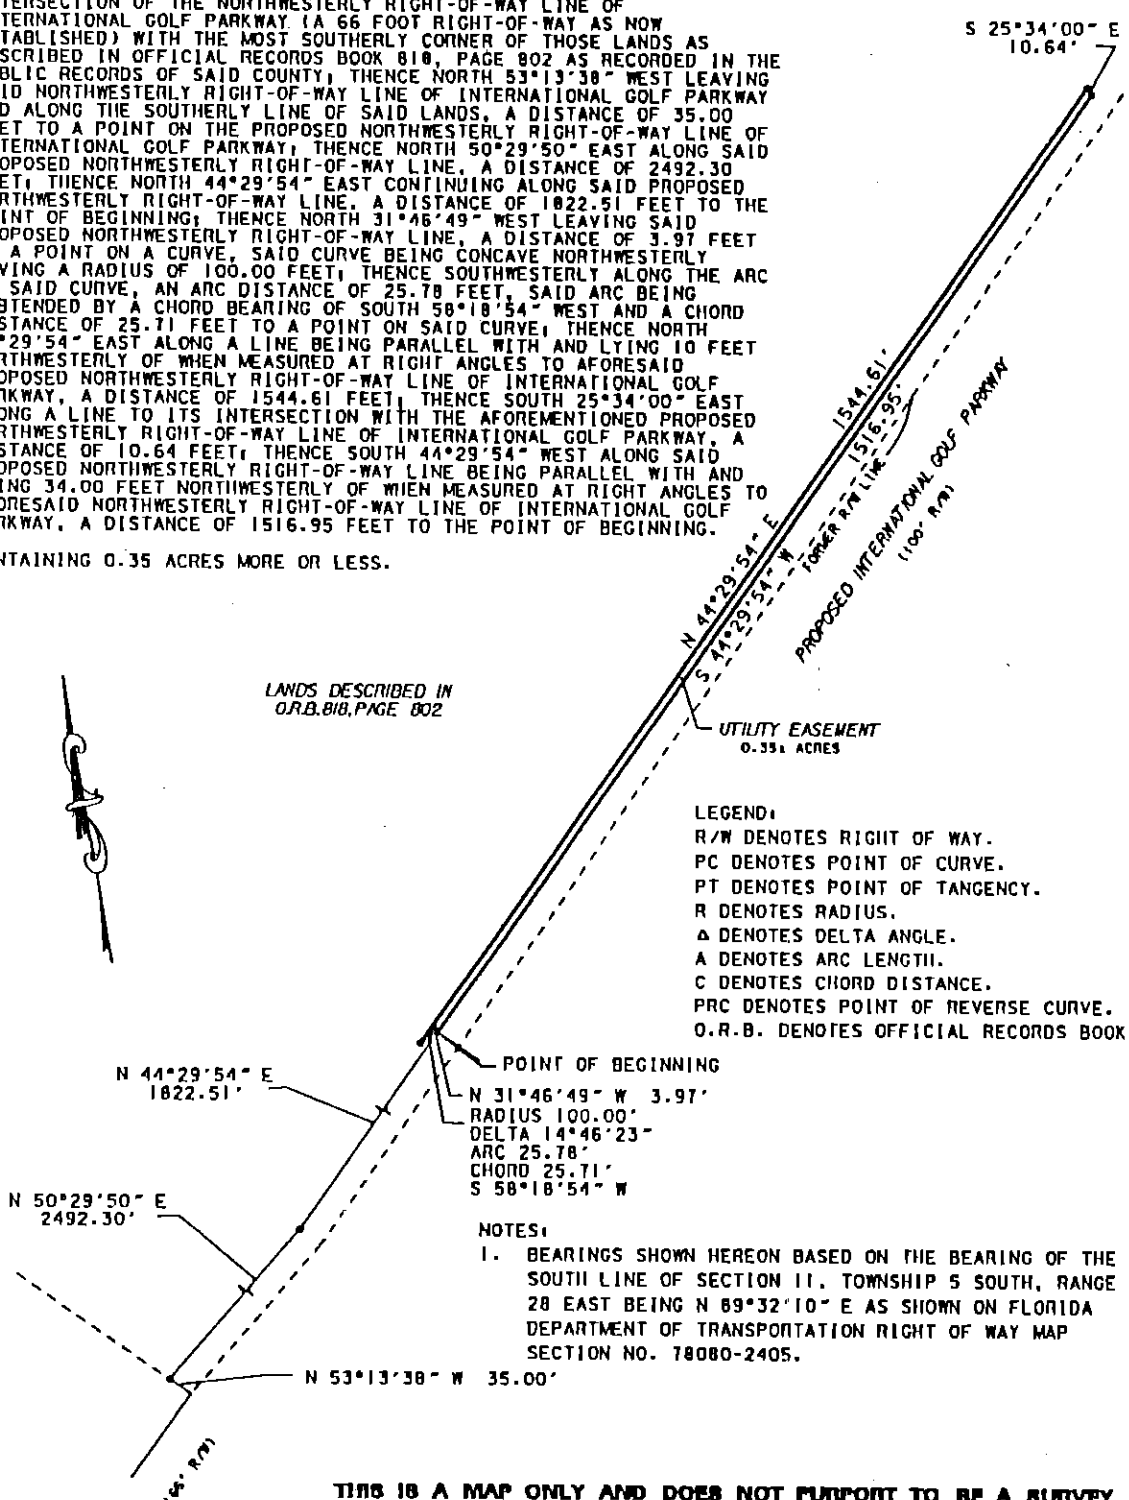 TERSECTION OF THE NORTHWESTERLY RIGHT-OF-WAY LINE OF
TERNATIONAL GOLF PARKWAY (A 66 FOOT RIGHT-OF-WAY AS NOW
TABLISHED) WITH THE MOST SOUTHERLY CORNER OF THOSE LANDS AS
SCRIBED IN OFFICIAL RECORDS BOOK 818, PAGE 802 AS RECORDED IN THE
BLIC RECORDS OF SAID COUNTY; THENCE NORTH 53°13'38" WEST LEAVING
ID NORTHWESTERLY RIGHT-OF-WAY LINE OF INTERNATIONAL GOLF PARKWAY
D ALONG THE SOUTHERLY LINE OF SAID LANDS, A DISTANCE OF 35.00
ET TO A POINT ON THE PROPOSED NORTHWESTERLY RIGHT-OF-WAY LINE OF
TERNATIONAL GOLF PARKWAY; THENCE NORTH 50°29'50" EAST ALONG SAID
OPOSED NORTHWESTERLY RIGHT-OF-WAY LINE, A DISTANCE OF 2492.30
ET; THENCE NORTH 44°29'54" EAST CONTINUING ALONG SAID PROPOSED
RTHWESTERLY RIGHT-OF-WAY LINE, A DISTANCE OF 1822.51 FEET TO THE
INT OF BEGINNING; THENCE NORTH 31°46'49" WEST LEAVING SAID
OPOSED NORTHWESTERLY RIGHT-OF-WAY LINE, A DISTANCE OF 3.97 FEET
A POINT ON A CURVE, SAID CURVE BEING CONCAVE NORTHWESTERLY
VING A RADIUS OF 100.00 FEET; THENCE SOUTHWESTERLY ALONG THE ARC
SAID CURVE, AN ARC DISTANCE OF 25.78 FEET, SAID ARC BEING
BTENDED BY A CHORD BEARING OF SOUTH 58°18'54" WEST AND A CHORD
STANCE OF 25.71 FEET TO A POINT ON SAID CURVE; THENCE NORTH
°29'54" EAST ALONG A LINE BEING PARALLEL WITH AND LYING 10 FEET
RTHWESTERLY OF WHEN MEASURED AT RIGHT ANGLES TO AFORESAID
OPOSED NORTHWESTERLY RIGHT-OF-WAY LINE OF INTERNATIONAL GOLF
RKWAY, A DISTANCE OF 1544.61 FEET; THENCE SOUTH 25°34'00" EAST
ONG A LINE TO ITS INTERSECTION WITH THE AFOREMENTIONED PROPOSED
RTHWESTERLY RIGHT-OF-WAY LINE OF INTERNATIONAL GOLF PARKWAY, A
STANCE OF 10.64 FEET; THENCE SOUTH 44°29'54" WEST ALONG SAID
OPOSED NORTHWESTERLY RIGHT-OF-WAY LINE BEING PARALLEL WITH AND
ING 34.00 FEET NORTHWESTERLY OF WHEN MEASURED AT RIGHT ANGLES TO
ORESAID NORTHWESTERLY RIGHT-OF-WAY LINE OF INTERNATIONAL GOLF
RKWAY, A DISTANCE OF 1516.95 FEET TO THE POINT OF BEGINNING.
NTAINING 0.35 ACRES MORE OR LESS.
S 25°34'00" E
10.64'
1544.61'
1516.95'
FORMER R/W LINE
PROPOSED INTERNATIONAL GOLF PARKWAY
(100' R/W)
N 44°29'54" E
S 44°29'54" W
LANDS DESCRIBED IN
O.R.B. 818, PAGE 802
UTILITY EASEMENT
0.35± ACRES
LEGEND:
R/W DENOTES RIGHT OF WAY.
PC DENOTES POINT OF CURVE.
PT DENOTES POINT OF TANGENCY.
R DENOTES RADIUS.
Δ DENOTES DELTA ANGLE.
A DENOTES ARC LENGTH.
C DENOTES CHORD DISTANCE.
PRC DENOTES POINT OF REVERSE CURVE.
O.R.B. DENOTES OFFICIAL RECORDS BOOK
POINT OF BEGINNING
N 44°29'54" E
1822.51'
N 31°46'49" W 3.97'
RADIUS 100.00'
DELTA 14°46'23"
ARC 25.78'
CHORD 25.71'
S 58°18'54" W
N 50°29'50" E
2492.30'
NOTES:
1. BEARINGS SHOWN HEREON BASED ON THE BEARING OF THE
SOUTH LINE OF SECTION 11, TOWNSHIP 5 SOUTH, RANGE
28 EAST BEING N 89°32'10" E AS SHOWN ON FLORIDA
DEPARTMENT OF TRANSPORTATION RIGHT OF WAY MAP
SECTION NO. 78080-2405.
N 53°13'38" W 35.00'
66' R/W)
THIS IS A MAP ONLY AND DOES NOT PURPORT TO BE A SURVEY